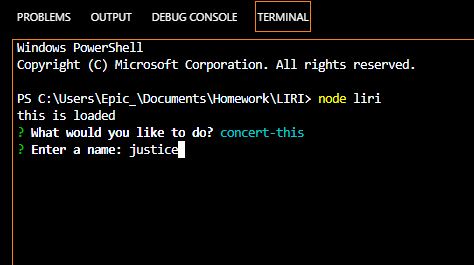 PROBLEMS OUTPUT DEBUG CONSOLE TERMINAL
Windows PowerShell
Copyright (C) Microsoft Corporation. All rights reserved.
PS C:\Users\Epic_\Documents\Homework\LIRI> node liri
this is loaded
? What would you like to do? concert-this
? Enter a name: justice